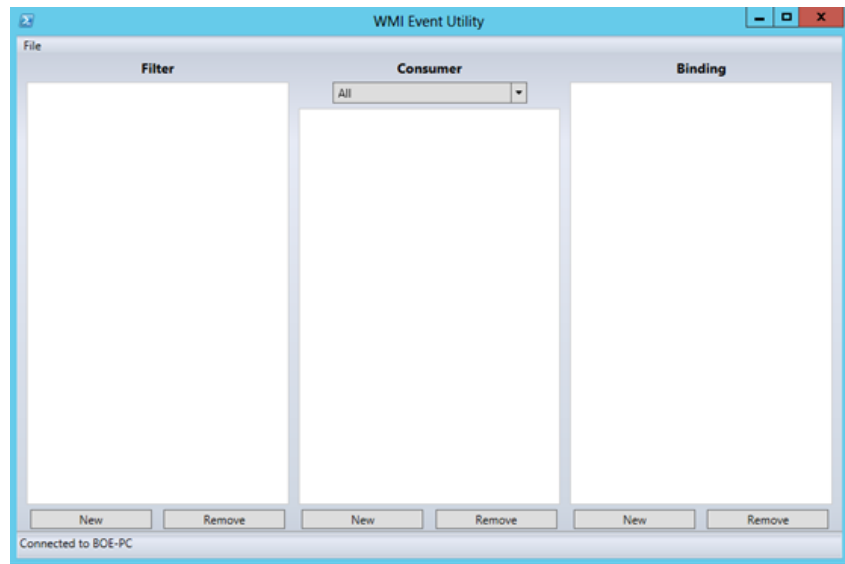 WMI Event Utility
File
Filter Consumer Binding
All
New Remove New Remove New Remove
Connected to BOE-PC